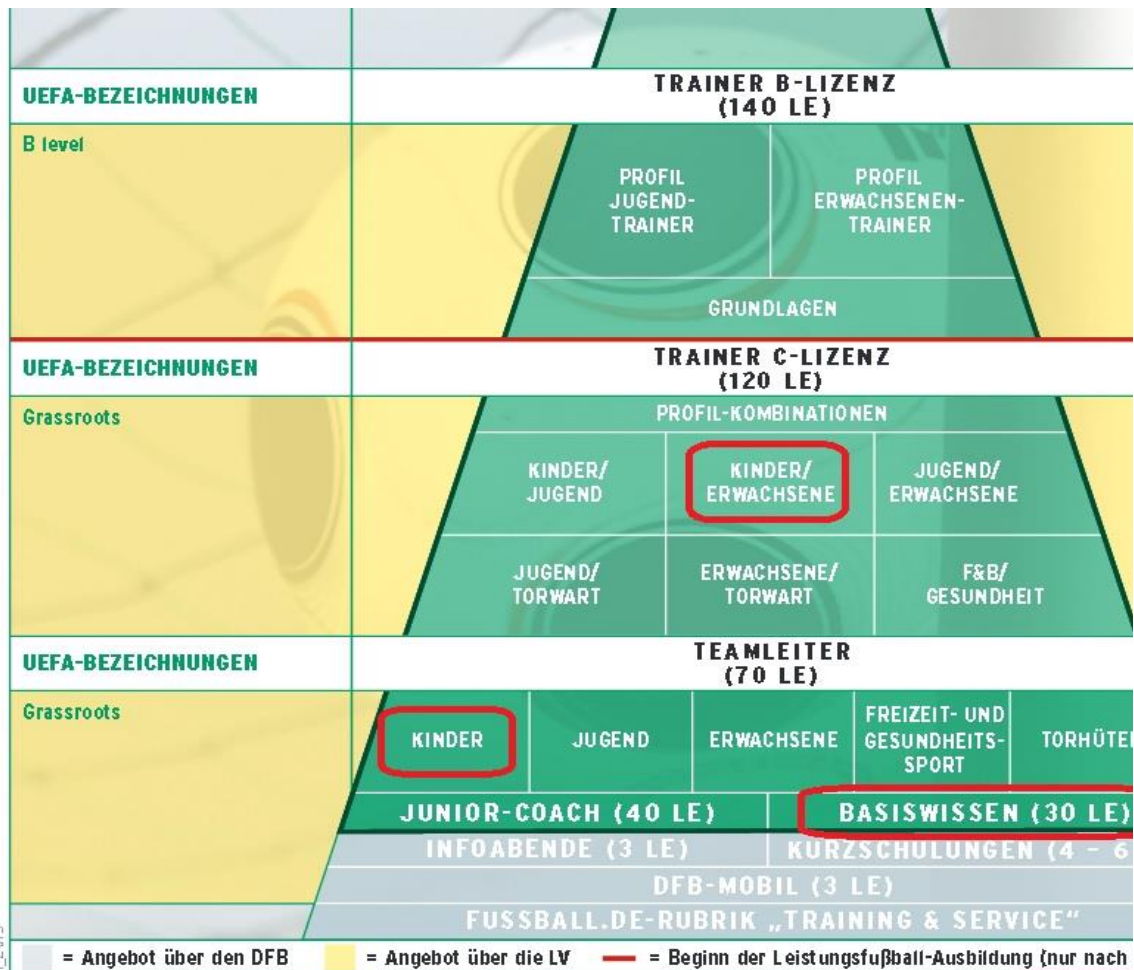 UEFA-BEZEICHNUNGEN
TRAINER B-LIZENZ
(140 LE)
B level
PROFIL
JUGEND-
TRAINER
PROFIL
ERWACHSENEN-
TRAINER
GRUNDLAGEN
UEFA-BEZEICHNUNGEN
TRAINER C-LIZENZ
(120 LE)
Grassroots
PROFIL-KOMBINATIONEN
KINDER/
JUGEND
KINDER/
ERWACHSENE
JUGEND/
ERWACHSENE
JUGEND/
TORWART
ERWACHSENE/
TORWART
F&B/
GESUNDHEIT
UEFA-BEZEICHNUNGEN
TEAMLEITER
(70 LE)
Grassroots
KINDER
JUGEND
ERWACHSENE
FREIZEIT- UND
GESUNDHEITS-
SPORT
JUNIOR-COACH (40 LE)
BASISWISSEN (30 LE)
INFOABENDE (3 LE)
KURZSCHULUNGEN (4 – 6
DFB-MOBIL (3 LE)
FUSSBALL.DE-RUBRIK „TRAINING & SERVICE“
= Angebot über den DFB
= Angebot über die LV
= Beginn der Leistungsfußball-Ausbildung (nur nach